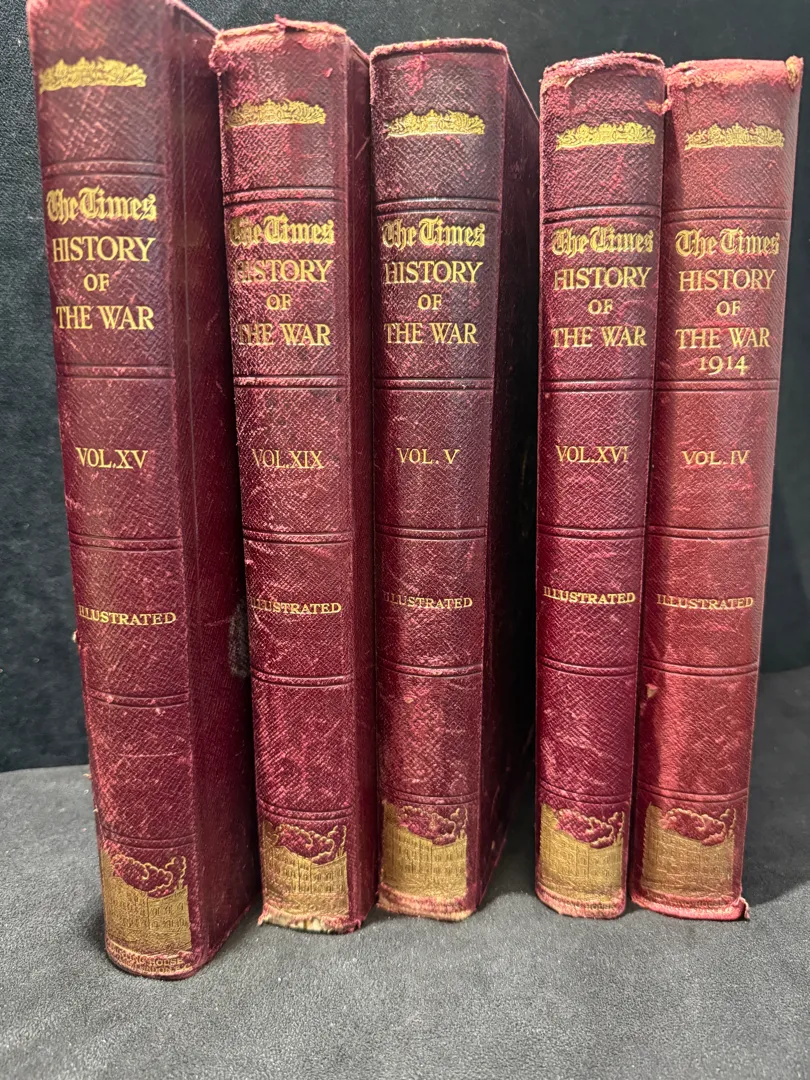 The Times
HISTORY
OF
THE WAR
VOL.XV
ILLUSTRATED
The Times
HISTORY
OF
THE WAR
VOL.XIX
ILLUSTRATED
The Times
HISTORY
OF
THE WAR
VOL.V
ILLUSTRATED
The Times
HISTORY
OF
THE WAR
VOL.XVI
ILLUSTRATED
The Times
HISTORY
OF
THE WAR
1914
VOL.IV
ILLUSTRATED